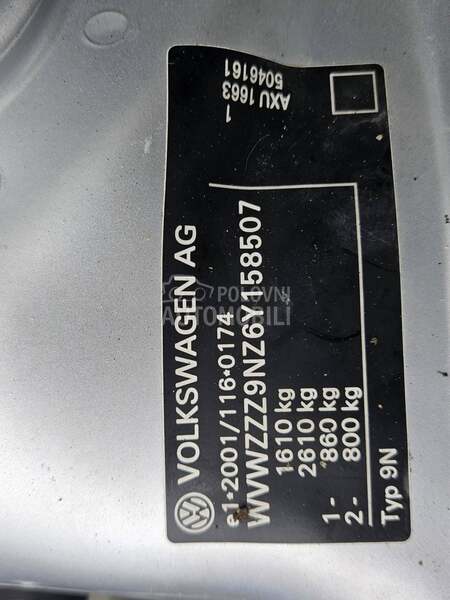 VOLKSWAGEN AG
e1*2001/116*0174
WVWZZZ9NZ6Y158507
1610 kg
2610 kg
1- 860 kg
2- 800 kg
Typ 9N
1
AXU 1663
5046161
POLOVNI
AUTOMOBILI